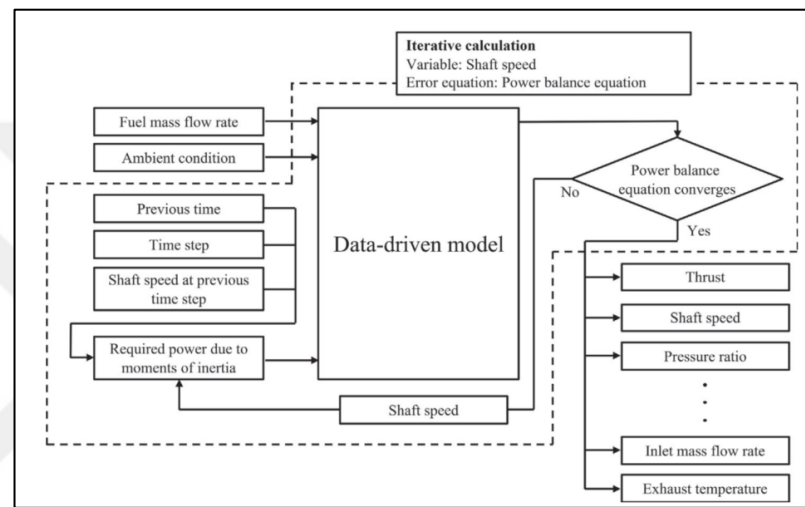 Iterative calculation
Variable: Shaft speed
Error equation: Power balance equation
Fuel mass flow rate
Ambient condition
Previous time
Time step
Shaft speed at previous
time step
Required power due to
moments of inertia
Data-driven model
Shaft speed
Power balance
equation converges
No
Yes
Thrust
Shaft speed
Pressure ratio
Inlet mass flow rate
Exhaust temperature